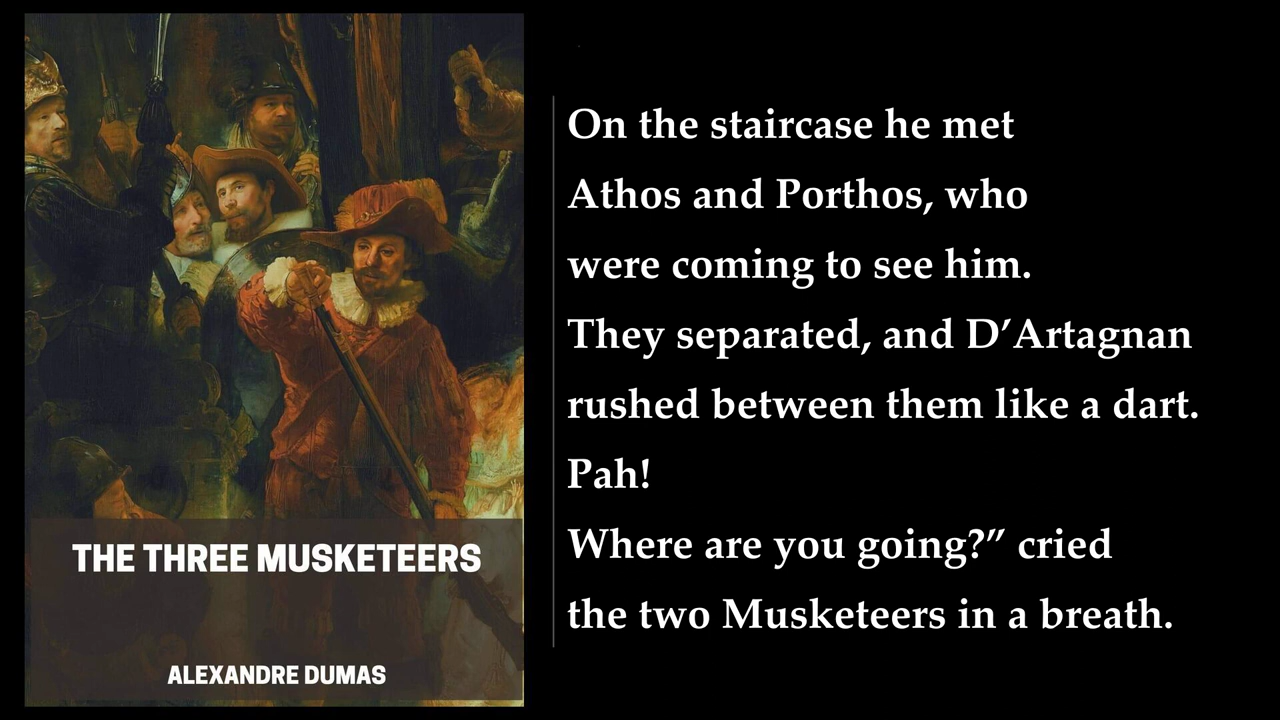 THE THREE MUSKETEERS
ALEXANDRE DUMAS
On the staircase he met
Athos and Porthos, who
were coming to see him.
They separated, and D’Artagnan
rushed between them like a dart.
Pah!
Where are you going?” cried
the two Musketeers in a breath.